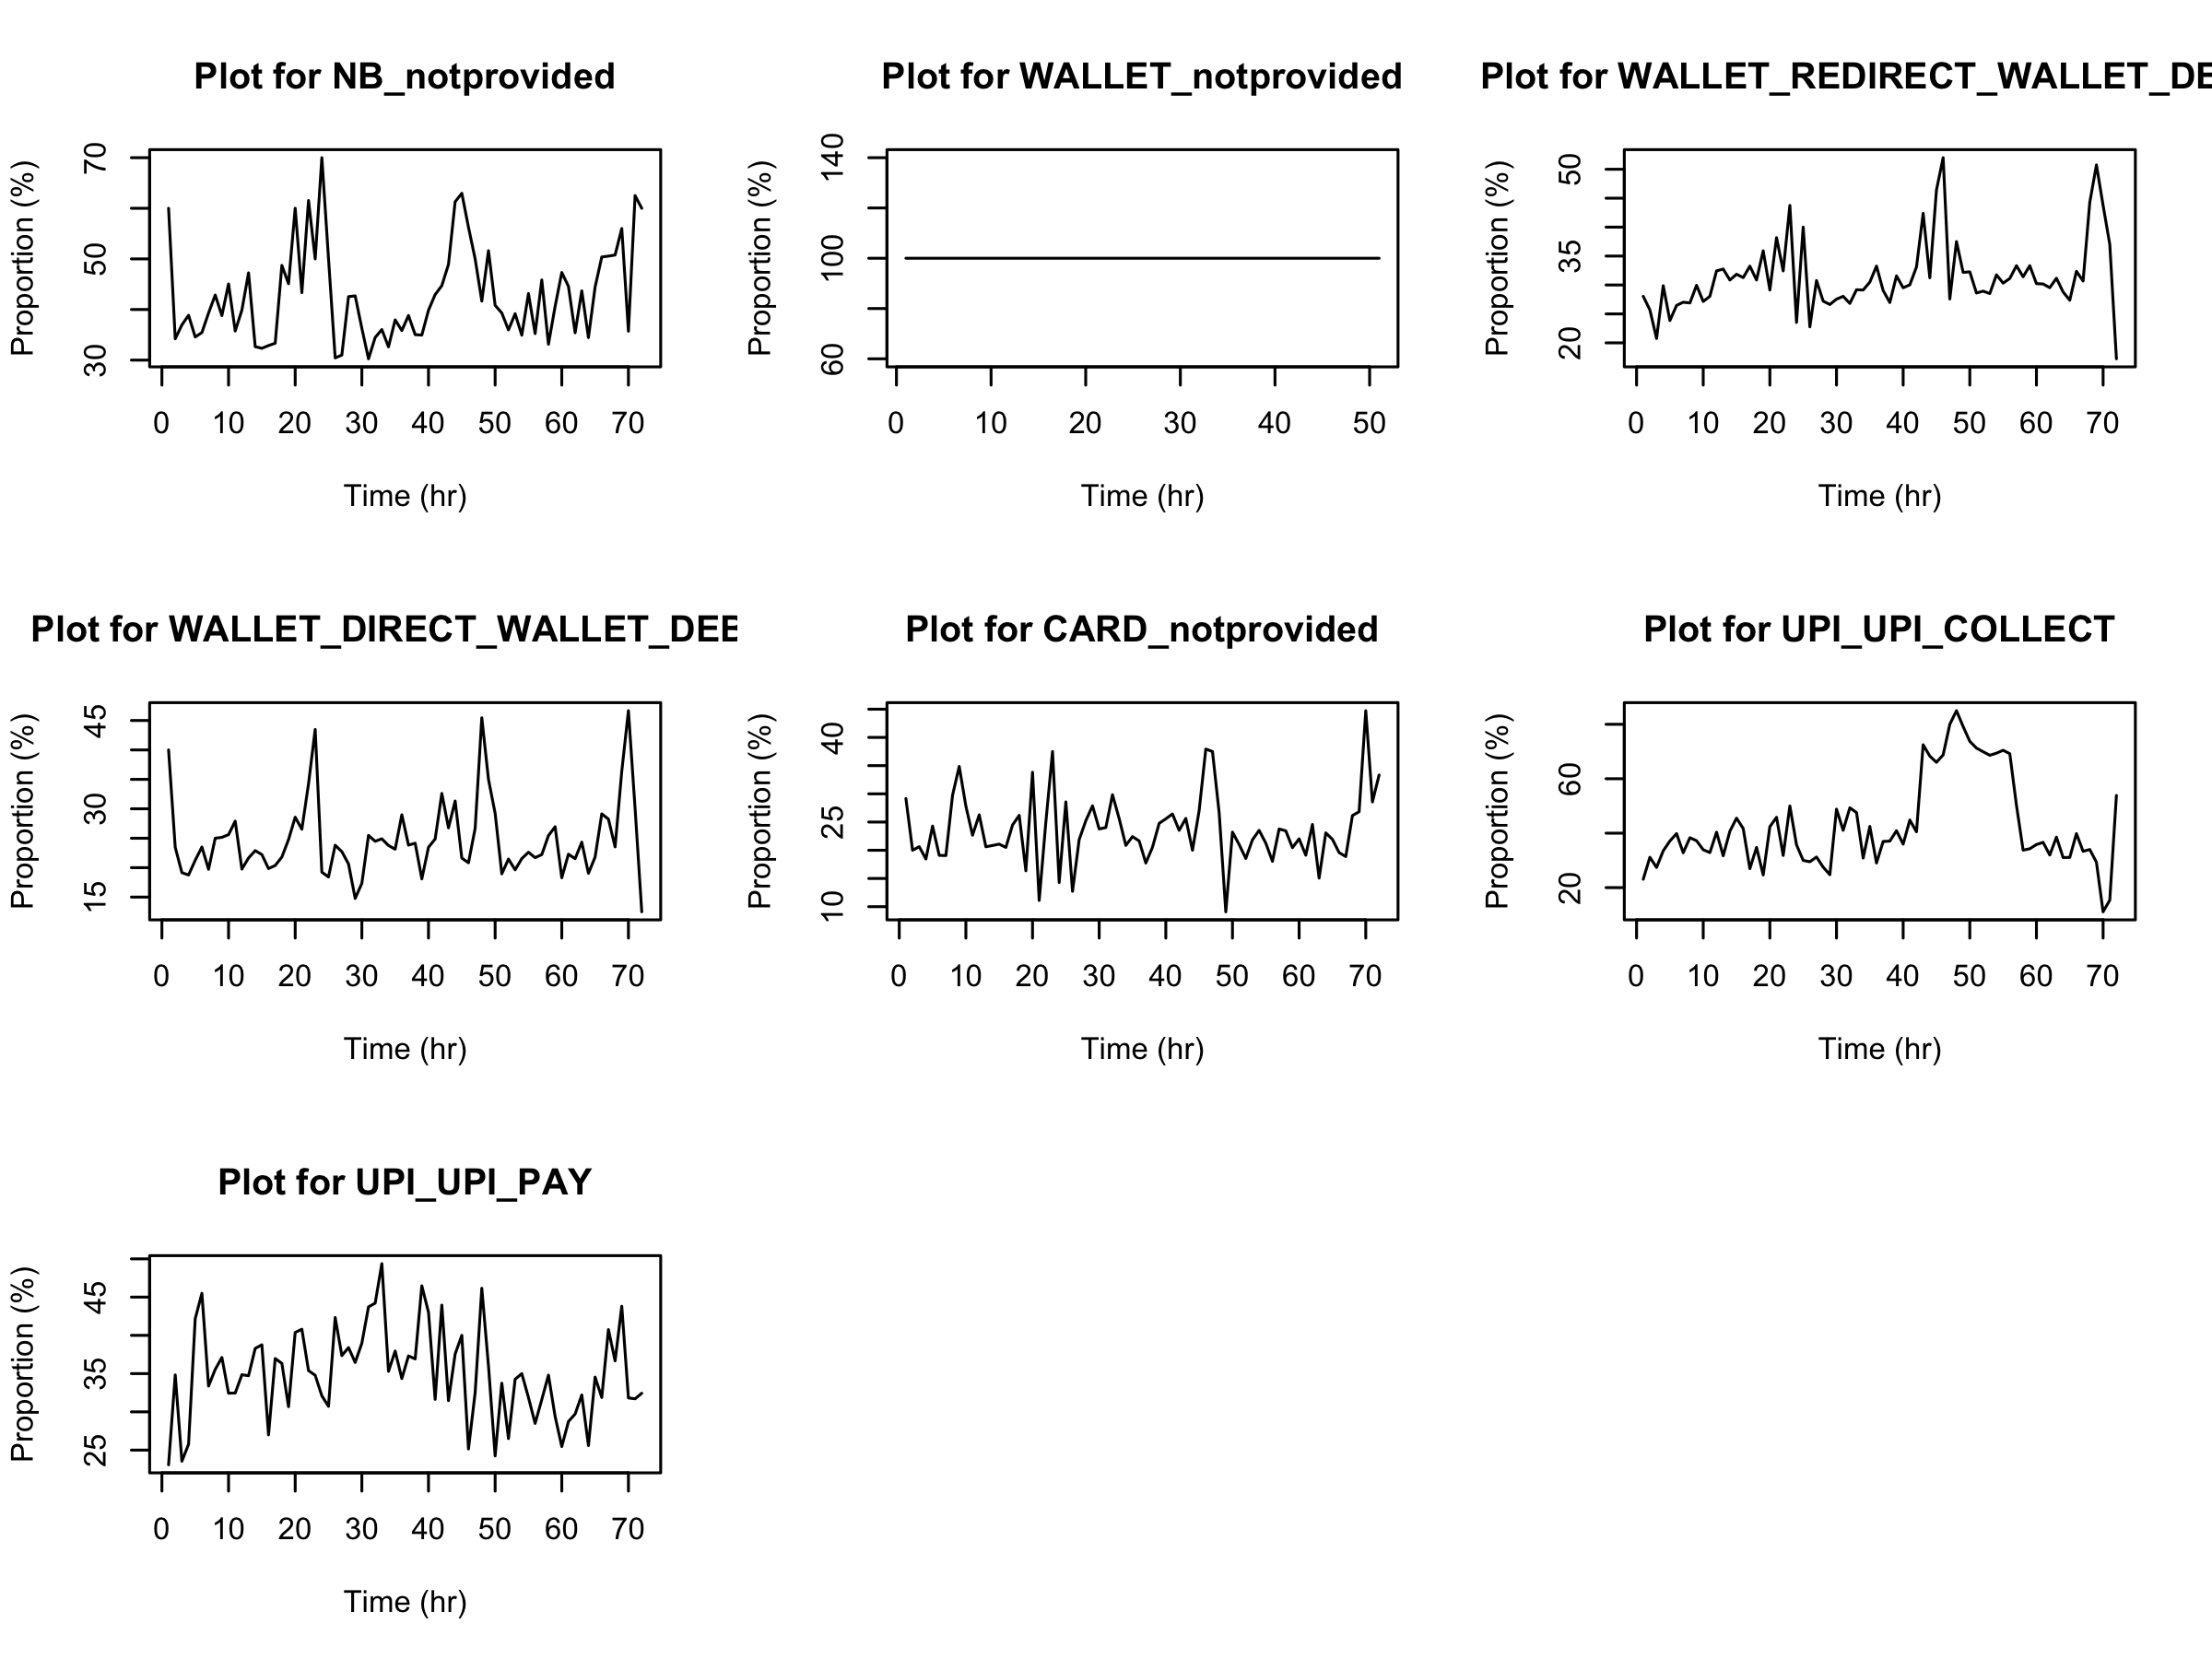 Plot for NB_notprovided
Proportion (%)
30 50 70
0 10 20 30 40 50 60 70
Time (hr)
Plot for WALLET_notprovided
Proportion (%)
60 100 140
0 10 20 30 40 50
Time (hr)
Plot for WALLET_REDIRECT_WALLET_DE
Proportion (%)
20 35 50
0 10 20 30 40 50 60 70
Time (hr)
Plot for WALLET_DIRECT_WALLET_DEE
Proportion (%)
15 30 45
0 10 20 30 40 50 60 70
Time (hr)
Plot for CARD_notprovided
Proportion (%)
10 25 40
0 10 20 30 40 50 60 70
Time (hr)
Plot for UPI_UPI_COLLECT
Proportion (%)
20 60
0 10 20 30 40 50 60 70
Time (hr)
Plot for UPI_UPI_PAY
Proportion (%)
25 35 45
0 10 20 30 40 50 60 70
Time (hr)